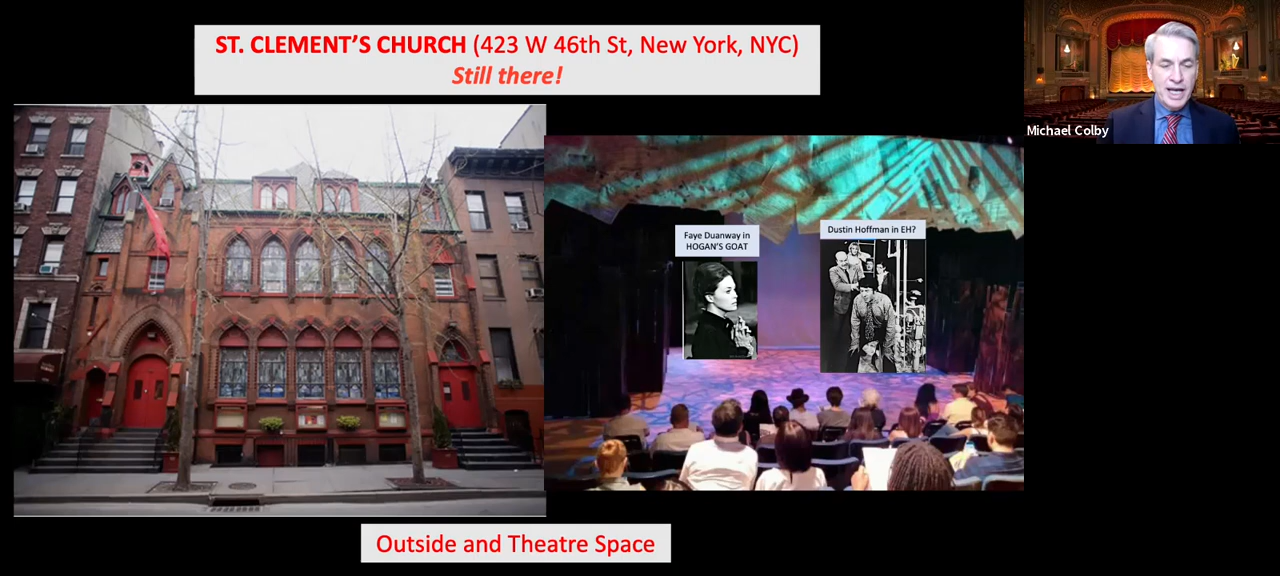 ST. CLEMENT'S CHURCH (423 W 46th St, New York, NYC)
Still there!
Michael Colby
Faye Duanway in
HOGAN'S GOAT
Dustin Hoffman in EH?
Outside and Theatre Space